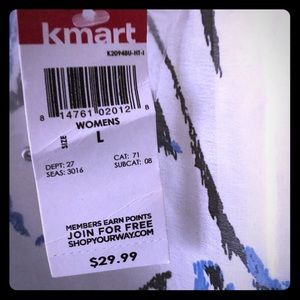 kmart
K20948U-HT-I
8 14761 02012 8
WOMENS
SIZE L
DEPT: 27 CAT: 71
SEAS: 3016 SUBCAT: 08
MEMBERS EARN POINTS
JOIN FOR FREE
SHOPYOURWAY.COM
$29.99